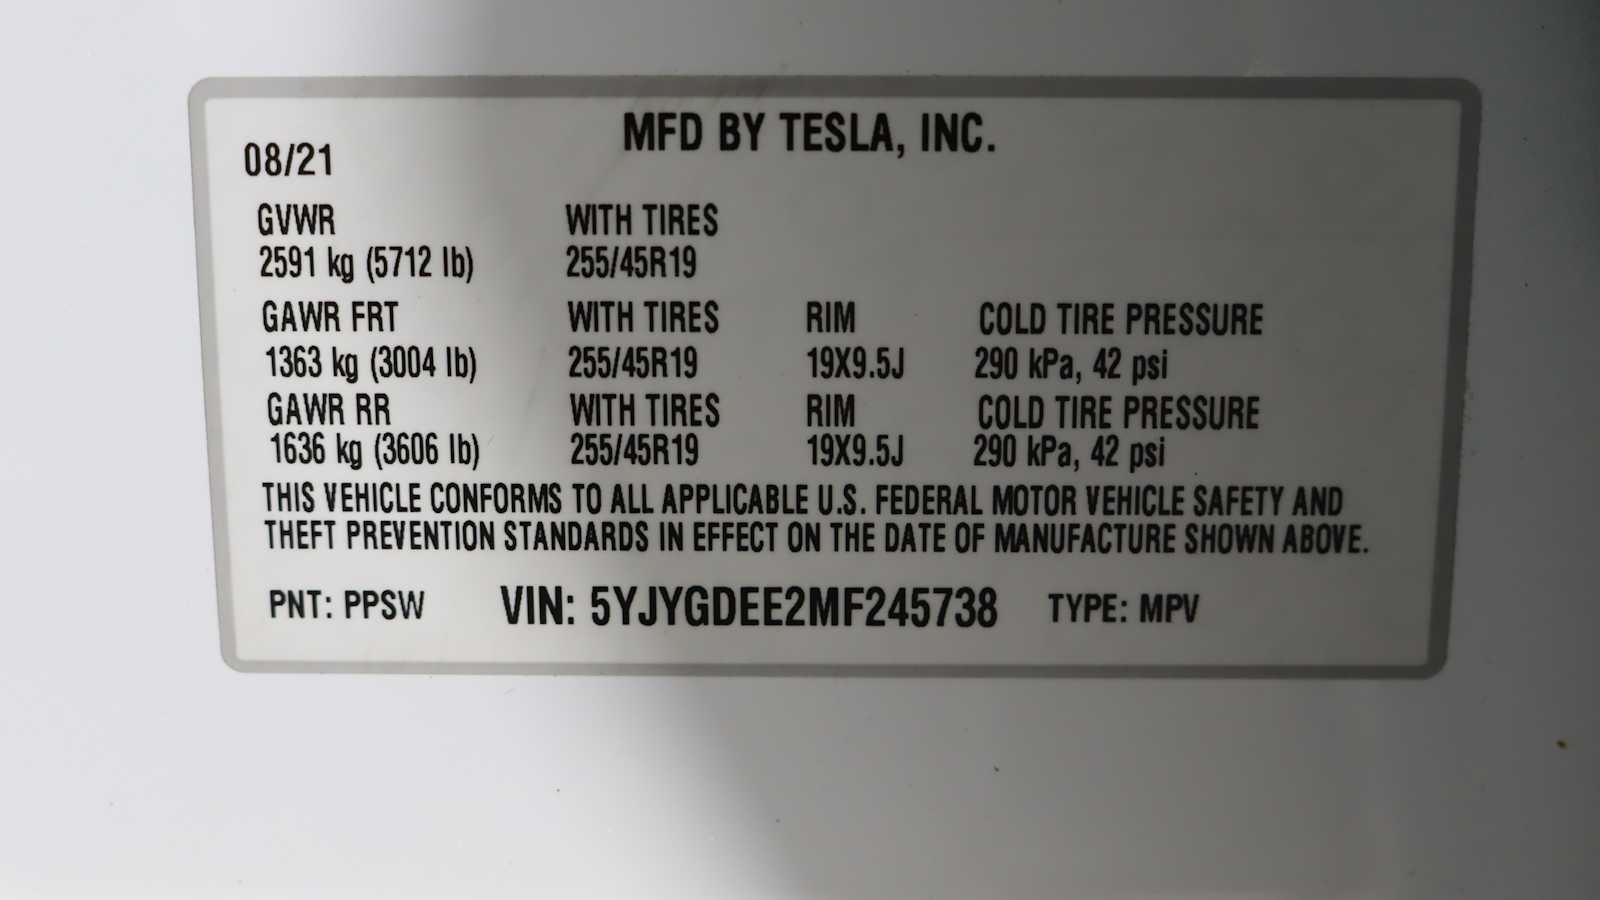 MFD BY TESLA, INC.
08/21
GVWR WITH TIRES
2591 kg (5712 lb) 255/45R19
GAWR FRT WITH TIRES RIM COLD TIRE PRESSURE
1363 kg (3004 lb) 255/45R19 19X9.5J 290 kPa, 42 psi
GAWR RR WITH TIRES RIM COLD TIRE PRESSURE
1636 kg (3606 lb) 255/45R19 19X9.5J 290 kPa, 42 psi
THIS VEHICLE CONFORMS TO ALL APPLICABLE U.S. FEDERAL MOTOR VEHICLE SAFETY AND
THEFT PREVENTION STANDARDS IN EFFECT ON THE DATE OF MANUFACTURE SHOWN ABOVE.
PNT: PPSW VIN: 5YJYGDEE2MF245738 TYPE: MPV